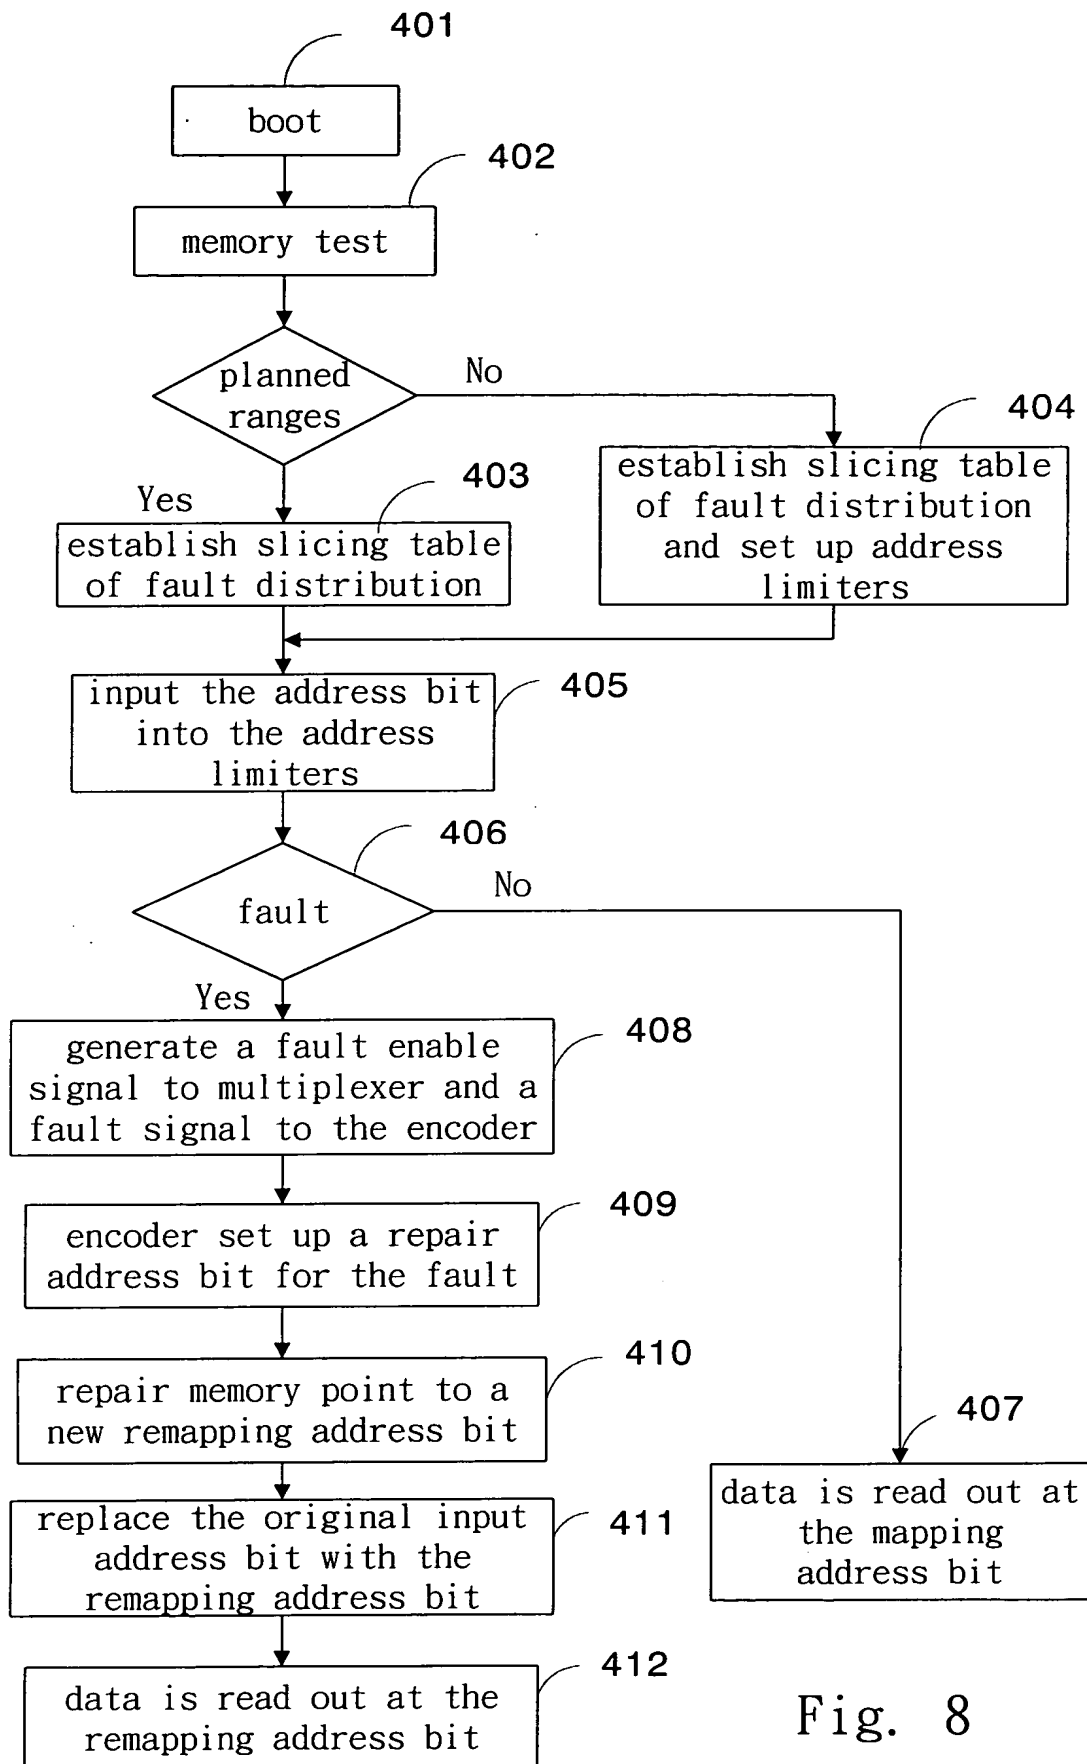 401
boot
402
memory test
planned
ranges
No
404
establish slicing table
of fault distribution
and set up address
limiters
403
Yes
establish slicing table
of fault distribution
405
input the address bit
into the address
limiters
406
fault
No
Yes
408
generate a fault enable
signal to multiplexer and a
fault signal to the encoder
409
encoder set up a repair
address bit for the fault
410
repair memory point to a
new remapping address bit
407
data is read out at
the mapping
address bit
411
replace the original input
address bit with the
remapping address bit
412
data is read out at the
remapping address bit
Fig. 8